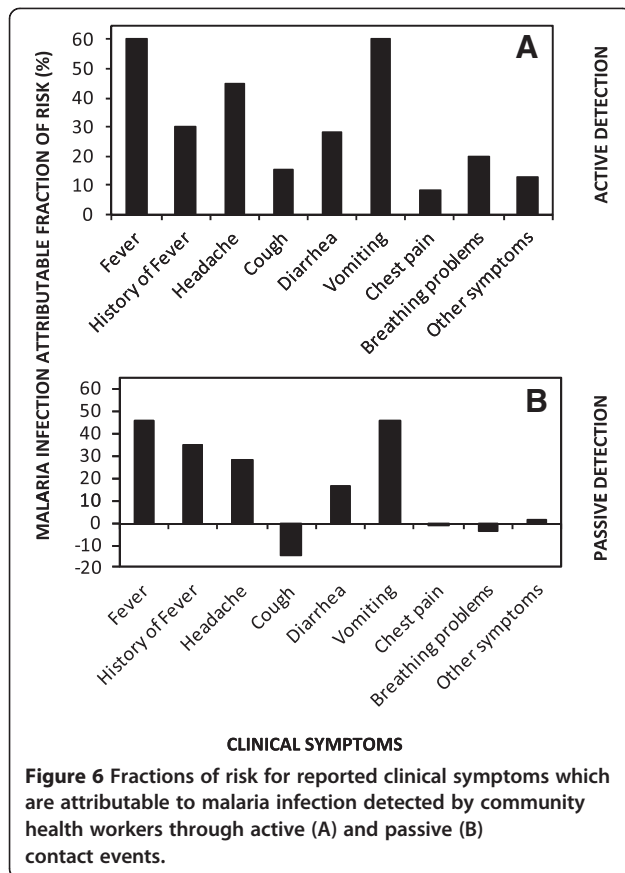 MALARIA INFECTION ATTRIBUTABLE FRACTION OF RISK (%)
A
ACTIVE DETECTION
60
50
40
30
20
10
0
Fever
History of Fever
Headache
Cough
Diarrhea
Vomiting
Chest pain
Breathing problems
Other symptoms
B
PASSIVE DETECTION
60
50
40
30
20
10
0
-10
-20
Fever
History of Fever
Headache
Cough
Diarrhea
Vomiting
Chest pain
Breathing problems
Other symptoms
CLINICAL SYMPTOMS
Figure 6 Fractions of risk for reported clinical symptoms which
are attributable to malaria infection detected by community
health workers through active (A) and passive (B)
contact events.